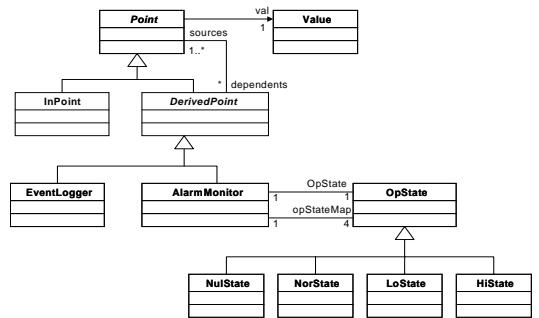 Point
val
1
Value
sources
1..*
* dependents
InPoint
DerivedPoint
EventLogger
AlarmMonitor
OpState
1
1
OpState
opStateMap
1
4
NulState
NorState
LoState
HiState